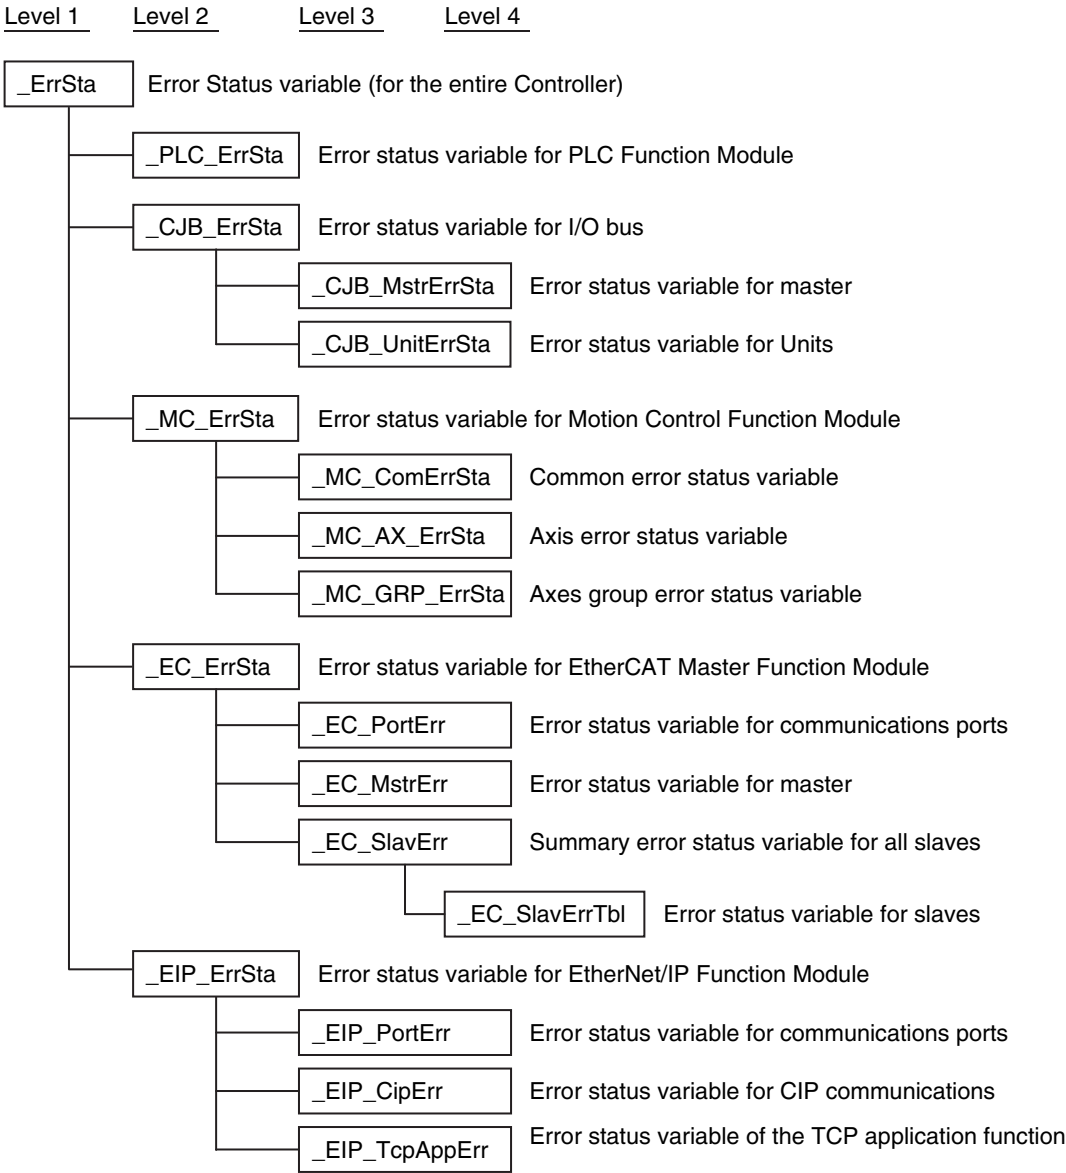 Level 1 Level 2 Level 3 Level 4
_ErrSta Error Status variable (for the entire Controller)
_PLC_ErrSta Error status variable for PLC Function Module
_CJB_ErrSta Error status variable for I/O bus
_CJB_MstrErrSta Error status variable for master
_CJB_UnitErrSta Error status variable for Units
_MC_ErrSta Error status variable for Motion Control Function Module
_MC_ComErrSta Common error status variable
_MC_AX_ErrSta Axis error status variable
_MC_GRP_ErrSta Axes group error status variable
_EC_ErrSta Error status variable for EtherCAT Master Function Module
_EC_PortErr Error status variable for communications ports
_EC_MstrErr Error status variable for master
_EC_SlavErr Summary error status variable for all slaves
_EC_SlavErrTbl Error status variable for slaves
_EIP_ErrSta Error status variable for EtherNet/IP Function Module
_EIP_PortErr Error status variable for communications ports
_EIP_CipErr Error status variable for CIP communications
_EIP_TcpAppErr Error status variable of the TCP application function